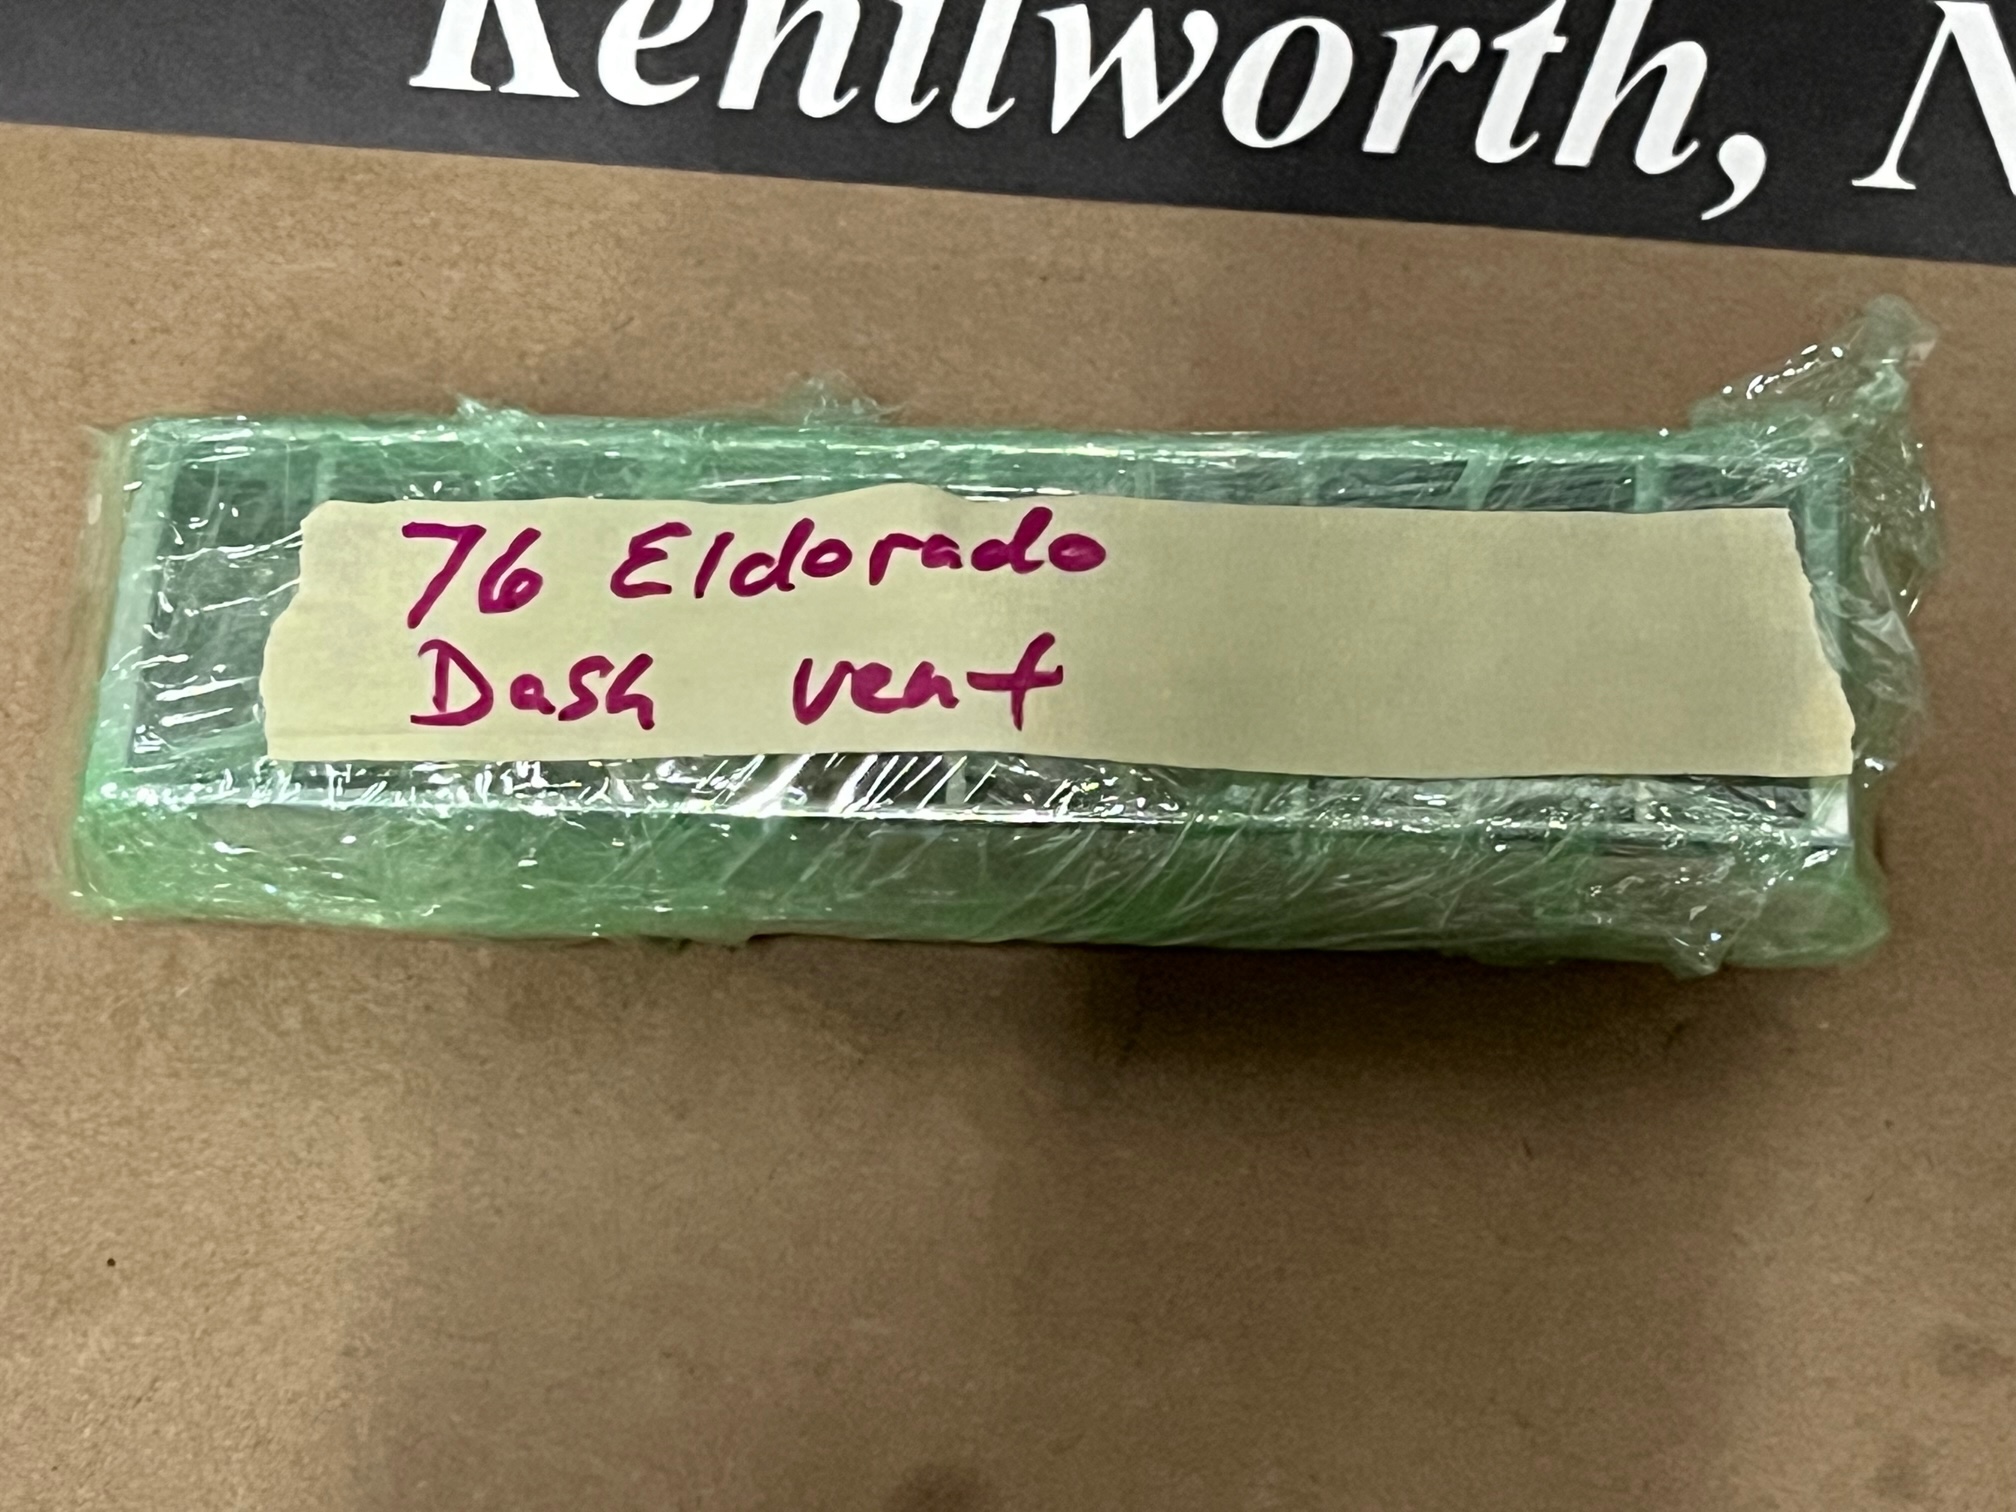 Kenilworth, N
76 Eldorado
Dash vent